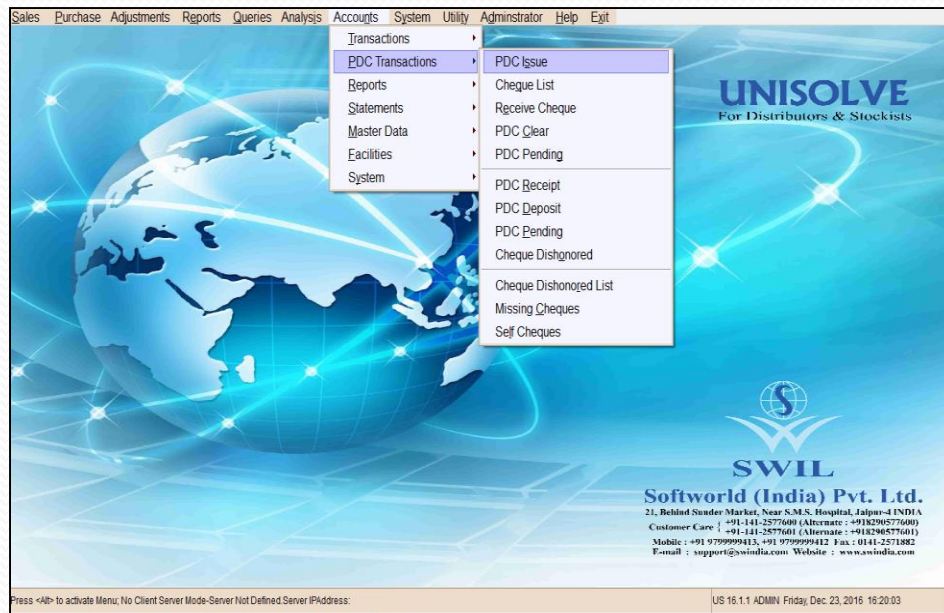 Sales Purchase Adjustments Reports Queries Analysis Accounts System Utility Adminstrator Help Exit
Transactions
PDC Transactions
Reports
Statements
Master Data
Facilities
System
PDC Issue
Cheque List
Receive Cheque
PDC Clear
PDC Pending
PDC Receipt
PDC Deposit
PDC Pending
Cheque Dishonored
Cheque Dishonored List
Missing Cheques
Self Cheques
UNISOLVE
For Distributors & Stockists
S
SWIL
Softworld (India) Pvt. Ltd.
21, Behind Sunder Market, Near S.M.S. Hospital, Jaipur-4 INDIA
Customer Care { +91-141-2577600 (Alternate : +918290577600)
+91-141-2577601 (Alternate : +918290577601)
Mobile : +91 9799999413, +91 9799999412 Fax : 0141-2571882
E-mail : support@swindia.com Website : www.swindia.com
Press <Alt> to activate Menu; No Client Server Mode-Server Not Defined.Server IPAddress:
US 16.1.1 ADMIN Friday, Dec. 23, 2016 16:20:03